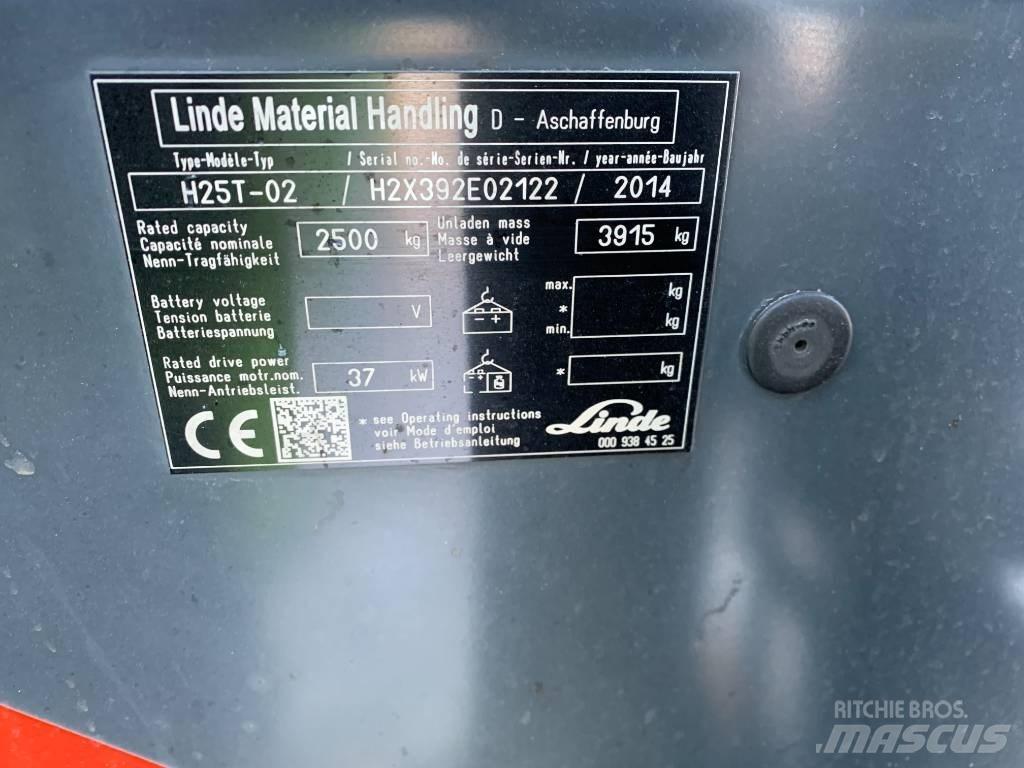 Linde Material Handling D - Aschaffenburg
Type-Modèle-Typ / Serial no.-No. de série-Serien-Nr. / year-année-Baujahr
H25T-02 / H2X392E02122 / 2014
Rated capacity
Capacité nominale
Nenn-Tragfähigkeit
2500 kg
Unladen mass
Masse à vide
Leergewicht
3915 kg
Battery voltage
Tension batterie
Batteriespannung
V
max. kg
*
min. kg
Rated drive power
Puissance motr.nom.
Nenn-Antriebsleist.
37 kW
* kg
CE
* see Operating instructions
voir Mode d'emploi
siehe Betriebsanleitung
Linde
000 938 45 25
RITCHIE BROS.
MASCUS